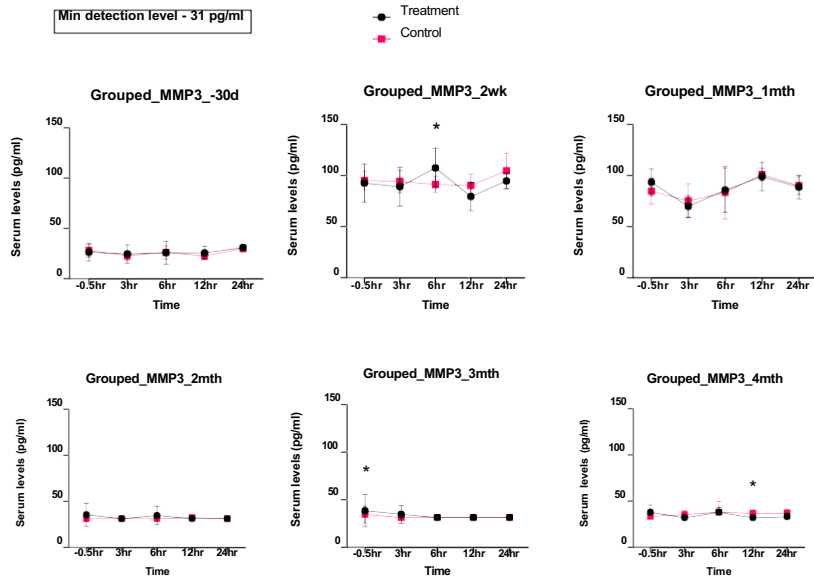 Min detection level - 31 pg/ml
Treatment
Control
Grouped_MMP3_-30d
Serum levels (pg/ml)
150
100
50
0
-0.5hr 3hr 6hr 12hr 24hr
Time
Grouped_MMP3_2wk
Serum levels (pg/ml)
150
100
50
0
*
-0.5hr 3hr 6hr 12hr 24hr
Time
Grouped_MMP3_1mth
Serum levels (pg/ml)
150
100
50
0
-0.5hr 3hr 6hr 12hr 24hr
Time
Grouped_MMP3_2mth
Serum levels (pg/ml)
150
100
50
0
-0.5hr 3hr 6hr 12hr 24hr
Time
Grouped_MMP3_3mth
Serum levels (pg/ml)
150
100
50
0
*
-0.5hr 3hr 6hr 12hr 24hr
Time
Grouped_MMP3_4mth
Serum levels (pg/ml)
150
100
50
0
*
-0.5hr 3hr 6hr 12hr 24hr
Time